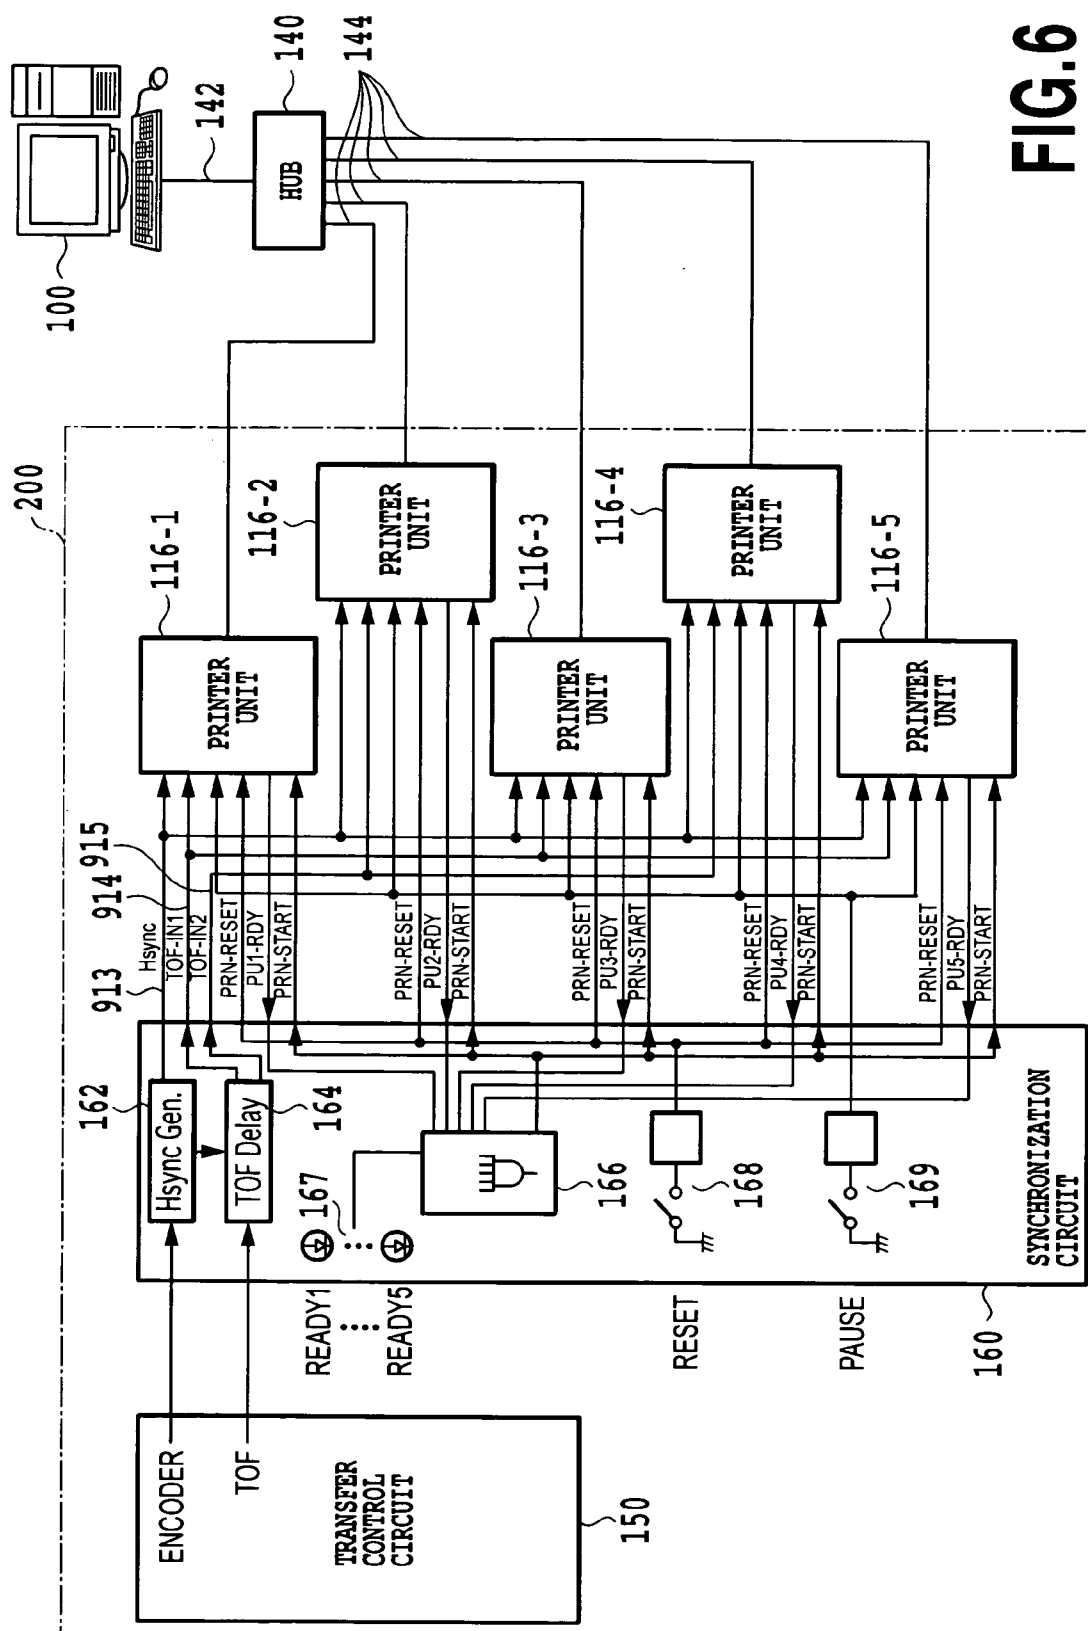 FIG.6
100
142
140
144
HUB
200
116-1
PRINTER
UNIT
116-2
PRINTER
UNIT
116-3
PRINTER
UNIT
116-4
PRINTER
UNIT
116-5
PRINTER
UNIT
913
914
915
Hsync
TOF-IN1
TOF-IN2
PRN-RESET
PU1-RDY
PRN-START
PRN-RESET
PU2-RDY
PRN-START
PRN-RESET
PU3-RDY
PRN-START
PRN-RESET
PU4-RDY
PRN-START
PRN-RESET
PU5-RDY
PRN-START
162
Hsync Gen.
TOF Delay
164
167
166
168
169
SYNCHRONIZATION
CIRCUIT
READY1
READY5
RESET
PAUSE
160
ENCODER
TOF
TRANSFER
CONTROL
CIRCUIT
150